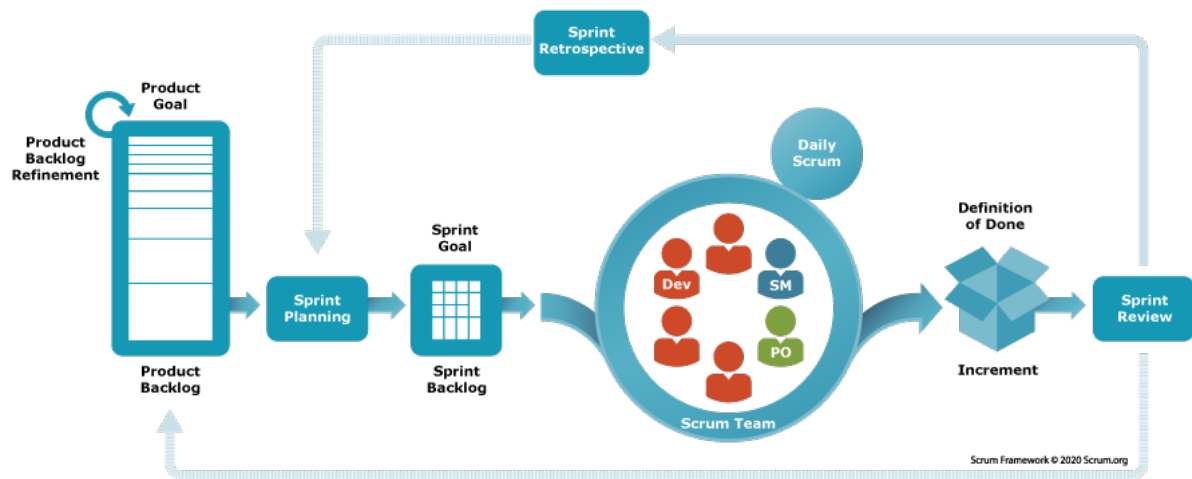 Sprint
Retrospective
Product
Goal
Product
Backlog
Refinement
Daily
Scrum
Definition
of Done
Sprint
Goal
Dev
SM
Sprint
Planning
Sprint
Review
PO
Product
Backlog
Sprint
Backlog
Increment
Scrum Team
Scrum Framework © 2020 Scrum.org